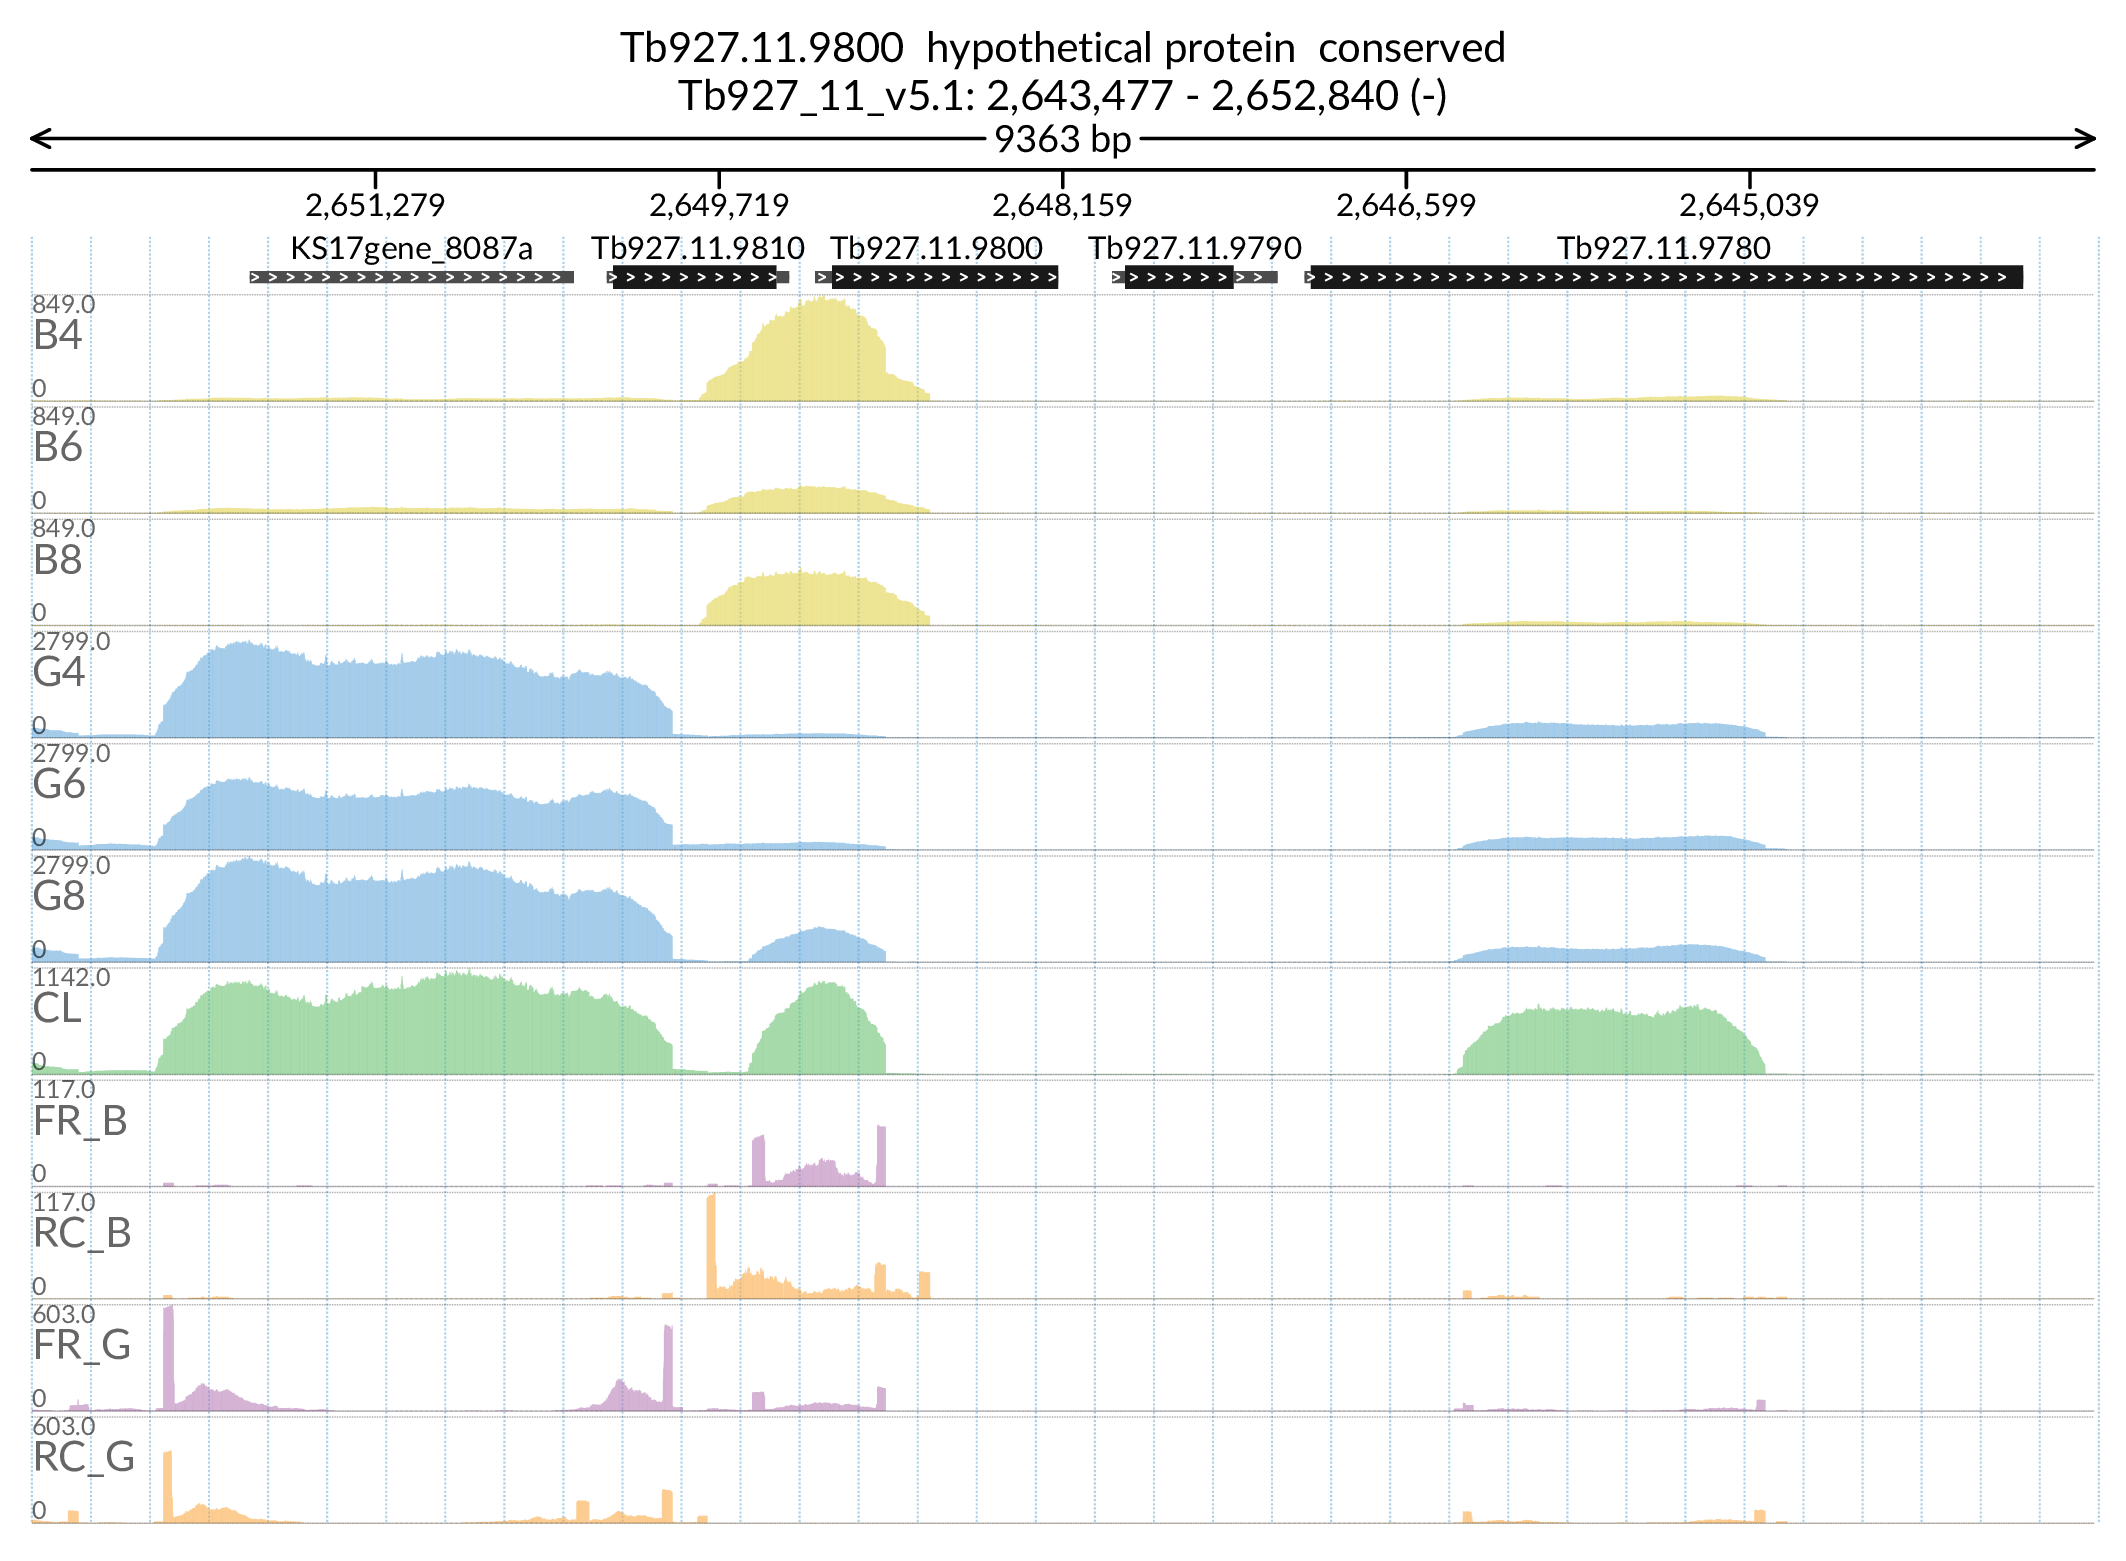 Tb927.11.9800 hypothetical protein conserved
Tb927_11_v5.1: 2,643,477 - 2,652,840 (-)
9363 bp
2,651,279 2,649,719 2,648,159 2,646,599 2,645,039
KS17gene_8087a Tb927.11.9810 Tb927.11.9800 Tb927.11.9790 Tb927.11.9780
849.0
B4
0
849.0
B6
0
849.0
B8
0
2799.0
G4
0
2799.0
G6
0
2799.0
G8
0
1142.0
CL
0
117.0
FR_B
0
117.0
RC_B
0
603.0
FR_G
0
603.0
RC_G
0